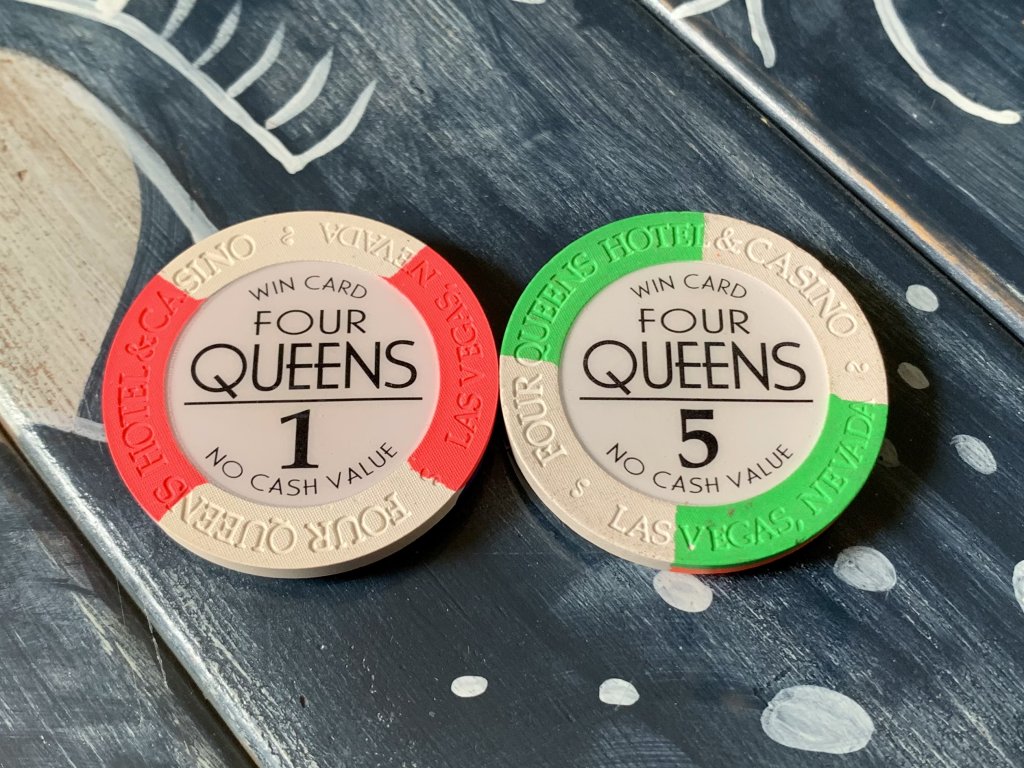 WIN CARD
FOUR
QUEENS
1
NO CASH VALUE
FOUR QUEENS HOTEL & CASINO
LAS VEGAS, NEVADA
WIN CARD
FOUR
QUEENS
5
NO CASH VALUE
FOUR QUEENS HOTEL & CASINO
LAS VEGAS, NEVADA